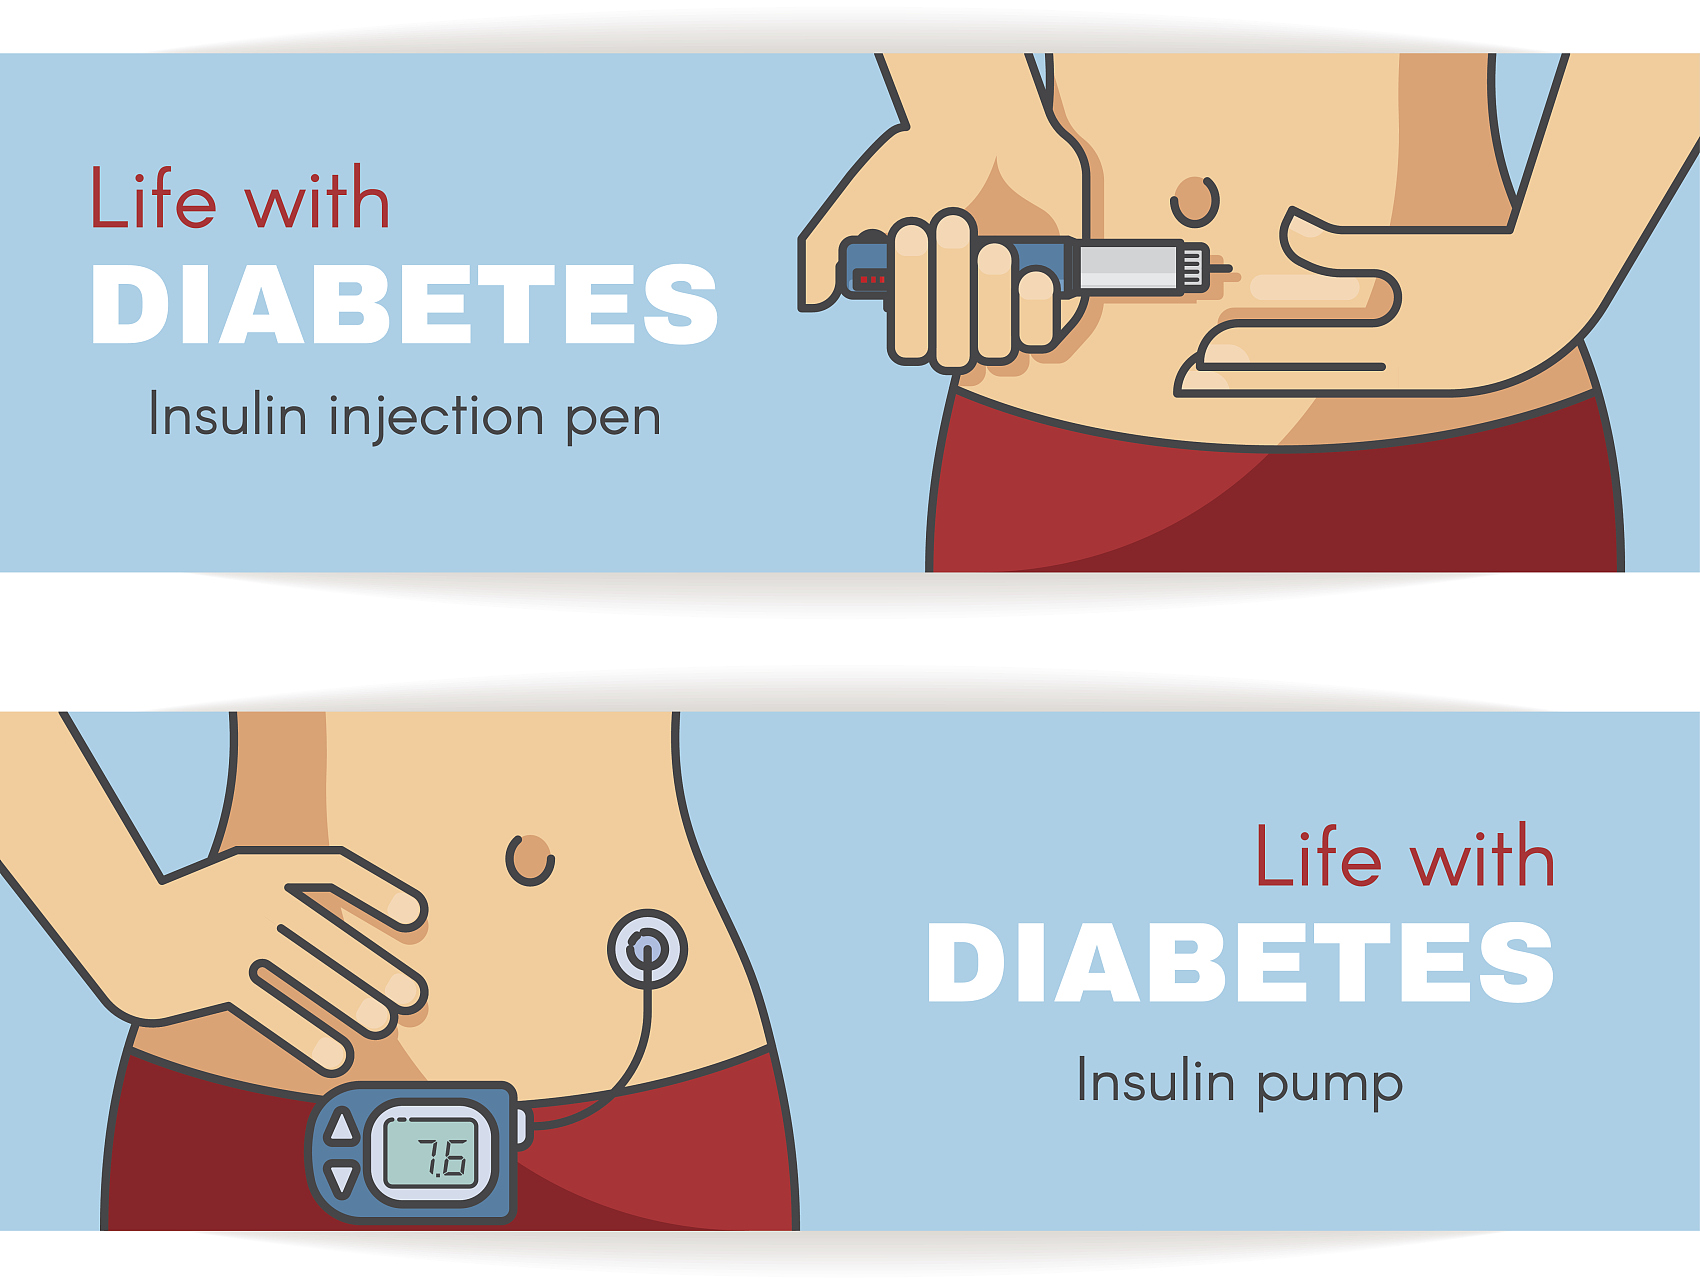 Life with
DIABETES
Insulin injection pen
Life with
DIABETES
Insulin pump
7.6